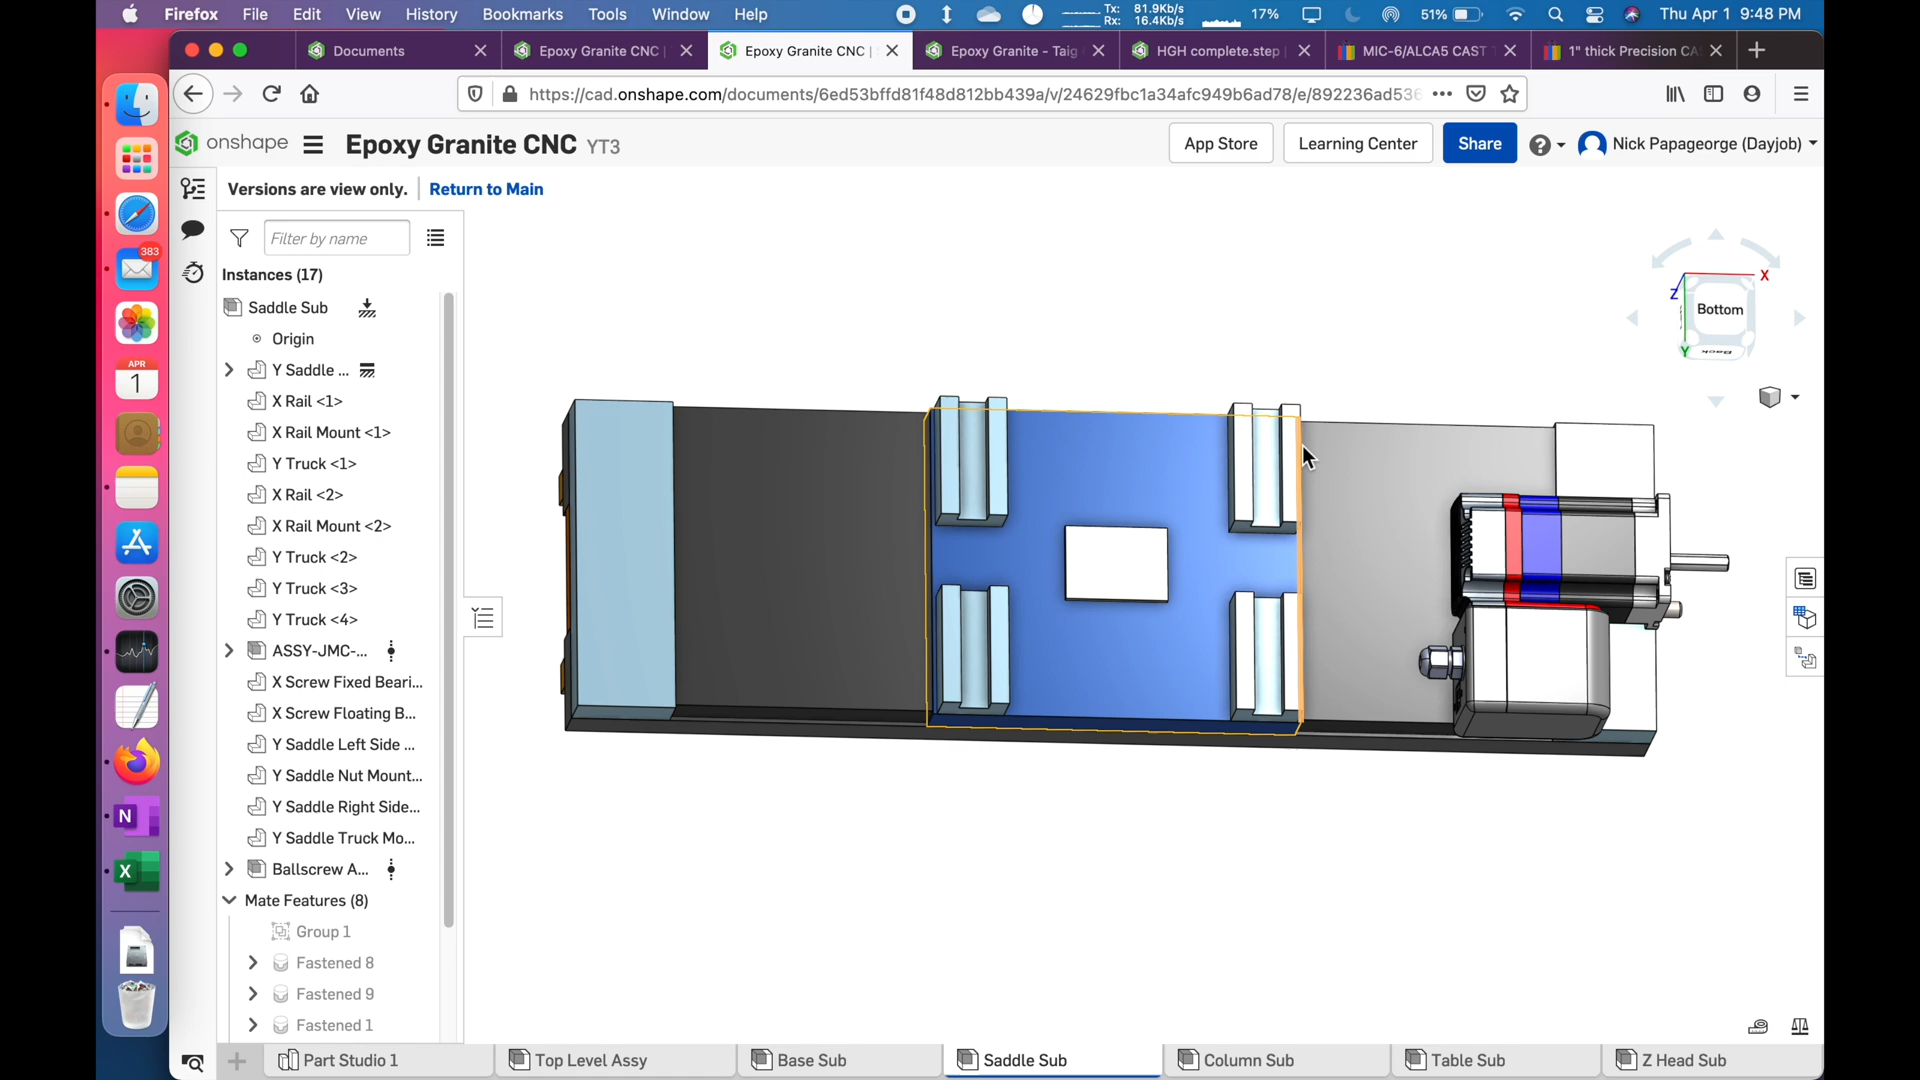 Firefox File Edit View History Bookmarks Tools Window Help Tx: 81.9Kb/s Rx: 16.4Kb/s 17% 51% Thu Apr 1 9:48 PM
Documents Epoxy Granite CNC | Epoxy Granite CNC | Epoxy Granite - Taig HGH complete.step MIC-6/ALCA5 CAST 1" thick Precision CA
https://cad.onshape.com/documents/6ed53bffd81f48d812bb439a/v/24629fbc1a34afc949b6ad78/e/892236ad536
onshape Epoxy Granite CNC YT3 App Store Learning Center Share Nick Papageorge (Dayjob)
Versions are view only. Return to Main
Filter by name
Instances (17)
Saddle Sub
Origin
Y Saddle ...
X Rail <1>
X Rail Mount <1>
Y Truck <1>
X Rail <2>
X Rail Mount <2>
Y Truck <2>
Y Truck <3>
Y Truck <4>
ASSY-JMC-...
X Screw Fixed Beari...
X Screw Floating B...
Y Saddle Left Side ...
Y Saddle Nut Mount...
Y Saddle Right Side...
Y Saddle Truck Mo...
Ballscrew A...
Mate Features (8)
Group 1
Fastened 8
Fastened 9
Fastened 1
X
Z
Bottom
Y
Back
383
APR
1
N
X
Part Studio 1 Top Level Assy Base Sub Saddle Sub Column Sub Table Sub Z Head Sub